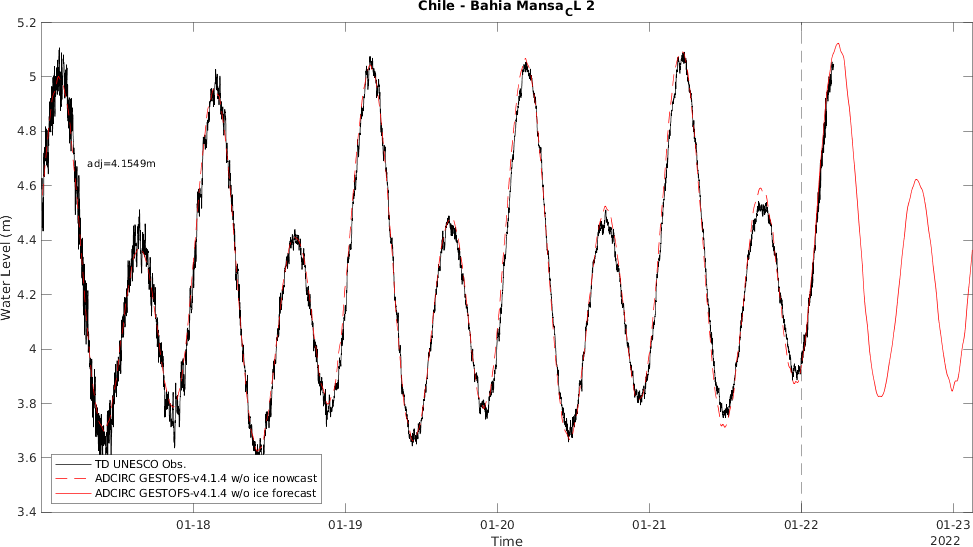 Chile - Bahia MansaCL 2
5.2
5
4.8
4.6
4.4
4.2
4
3.8
3.6
3.4
Water Level (m)
adj=4.1549m
TD UNESCO Obs.
ADCIRC GESTOFS-v4.1.4 w/o ice nowcast
ADCIRC GESTOFS-v4.1.4 w/o ice forecast
01-18 01-19 01-20 01-21 01-22 01-23
Time 2022